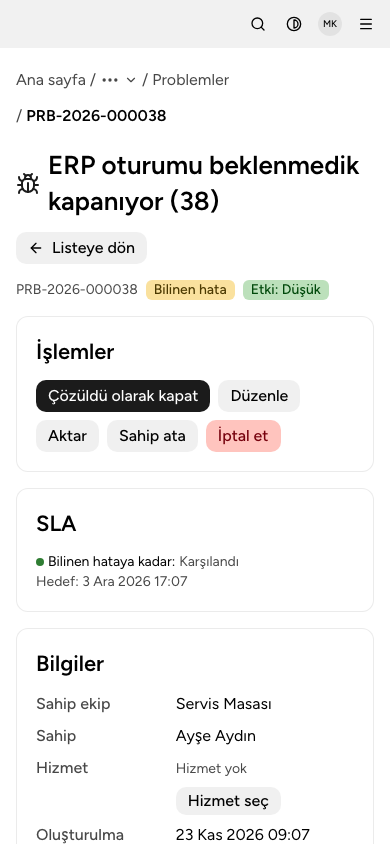 MK
Ana sayfa / ••• / Problemler
/ PRB-2026-000038
ERP oturumu beklenmedik
kapanıyor (38)
Listeye dön
PRB-2026-000038 Bilinen hata Etki: Düşük
İşlemler
Çözüldü olarak kapat Düzenle
Aktar Sahip ata İptal et
SLA
Bilinen hataya kadar: Karşılandı
Hedef: 3 Ara 2026 17:07
Bilgiler
Sahip ekip Servis Masası
Sahip Ayşe Aydın
Hizmet Hizmet yok
Hizmet seç
Oluşturulma 23 Kas 2026 09:07